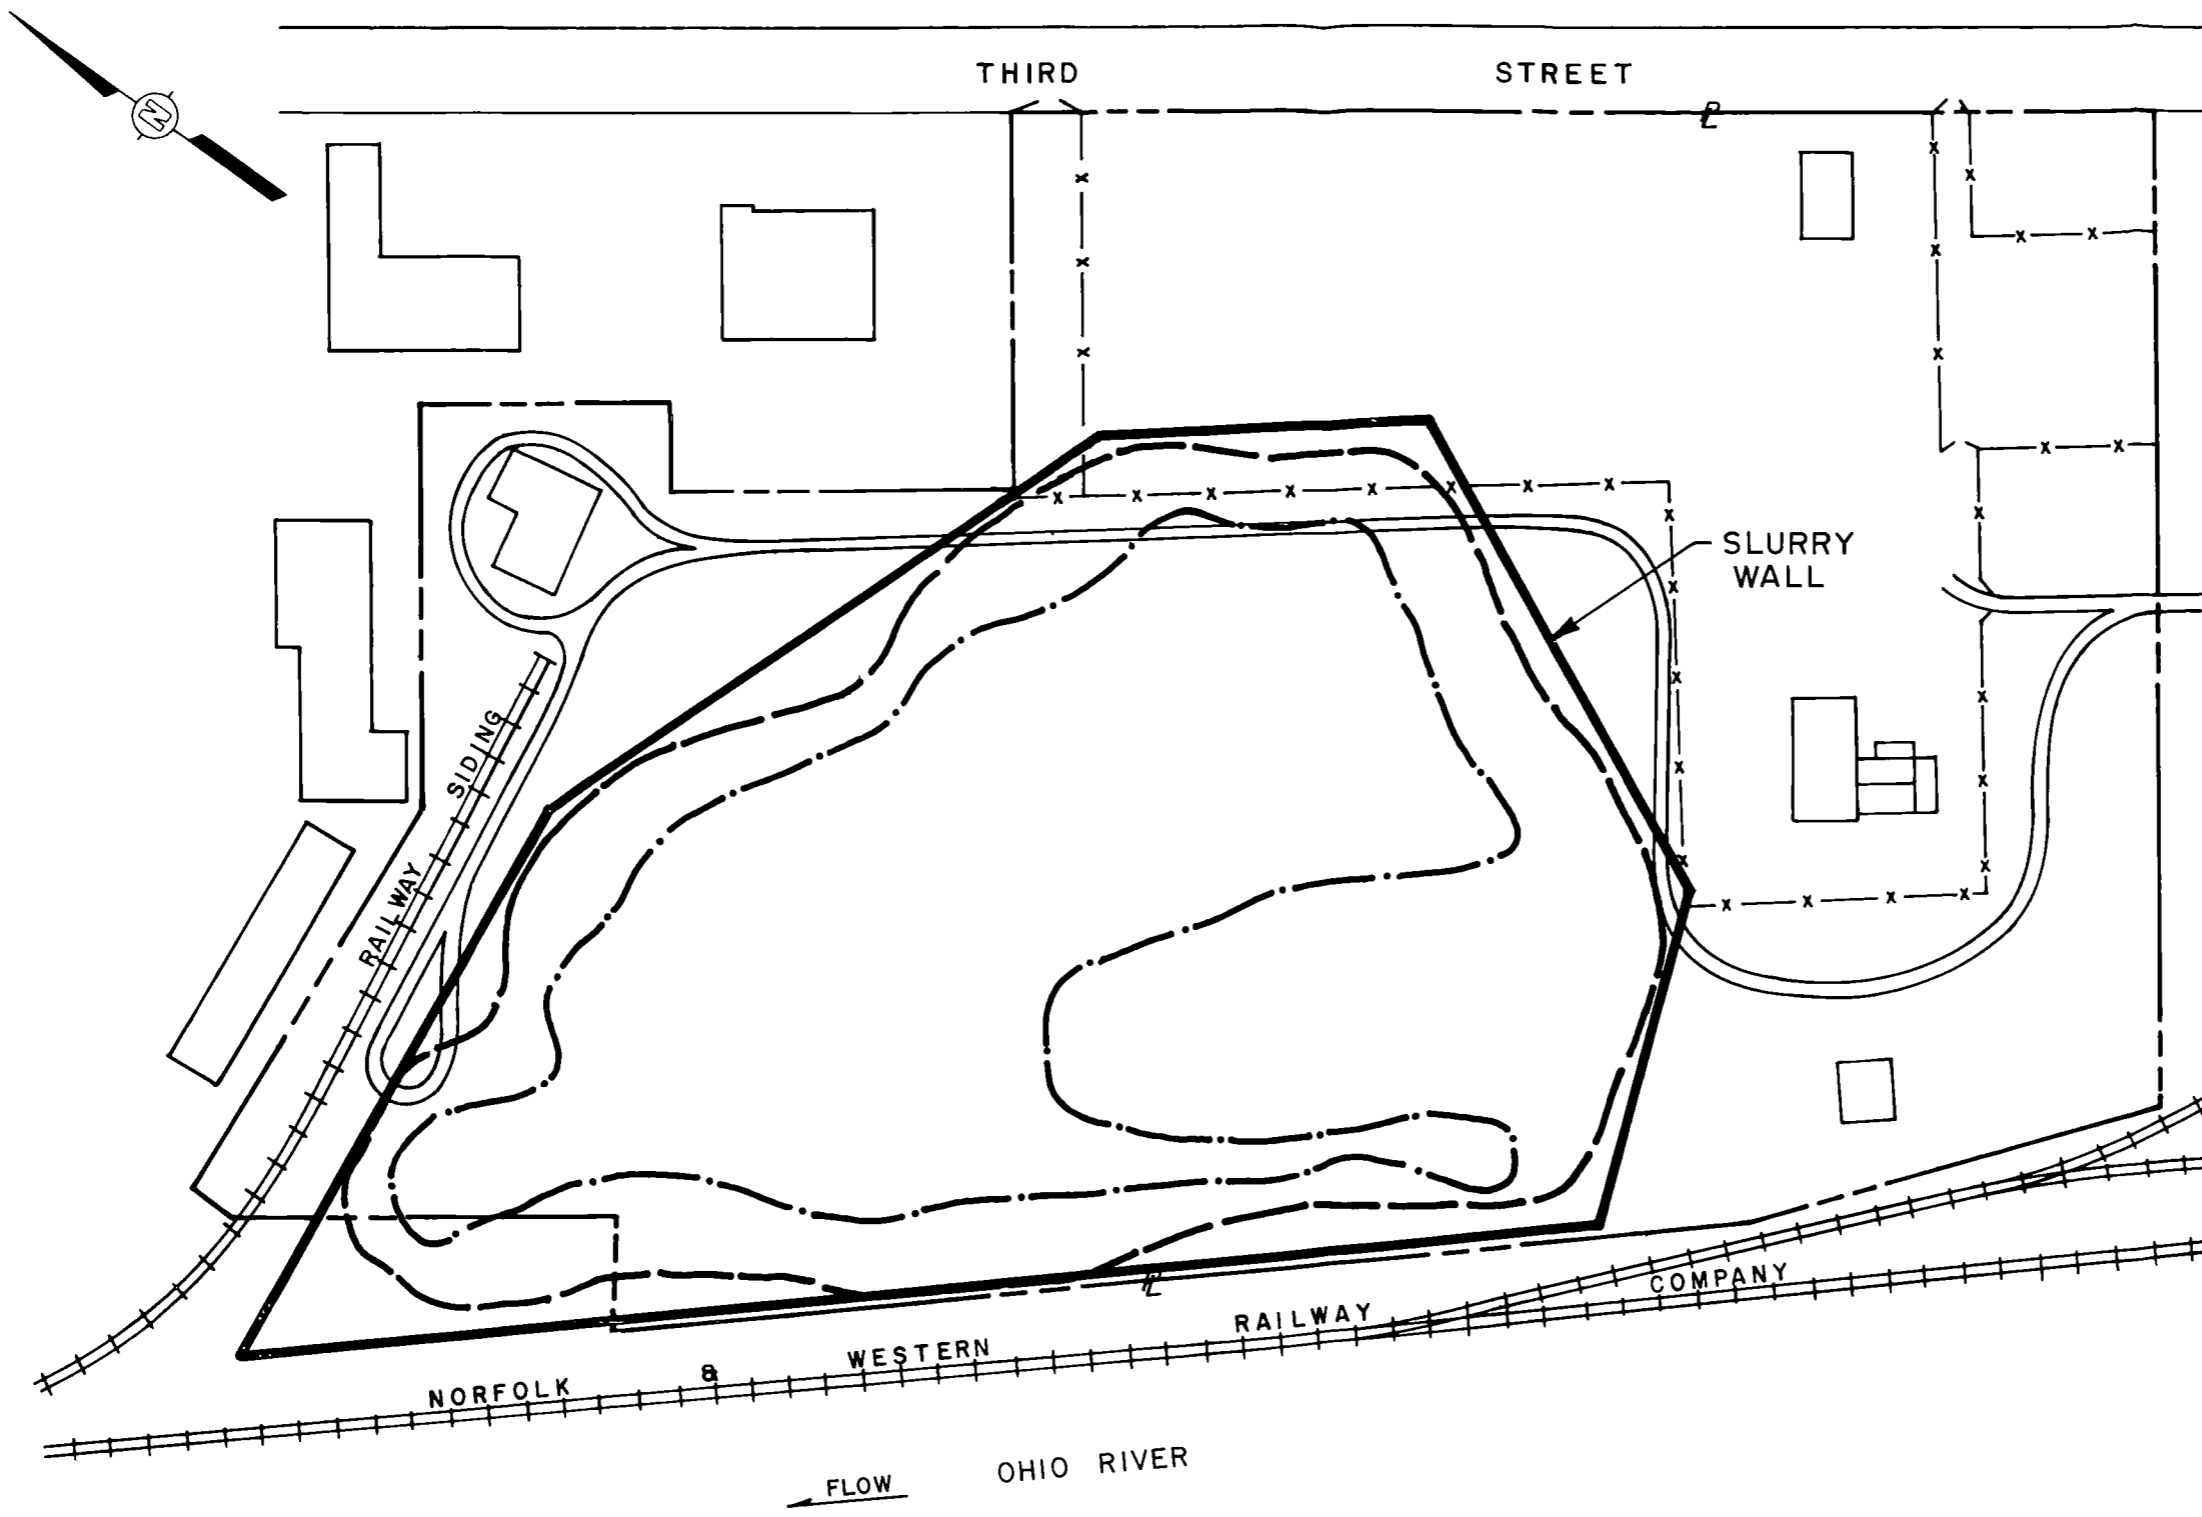 THIRD STREET
N
SLURRY
WALL
RAILWAY SIDING
NORFOLK & WESTERN RAILWAY COMPANY
OHIO RIVER
FLOW